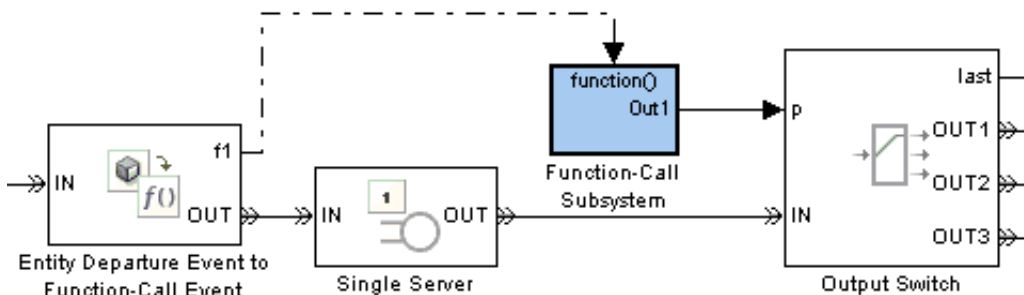 function()
Out1
last
p
OUT1
f1
IN
f()
OUT
1
IN
OUT
Function-Call
Subsystem
OUT2
IN
OUT3
Entity Departure Event to
Function-Call Event
Single Server
Output Switch